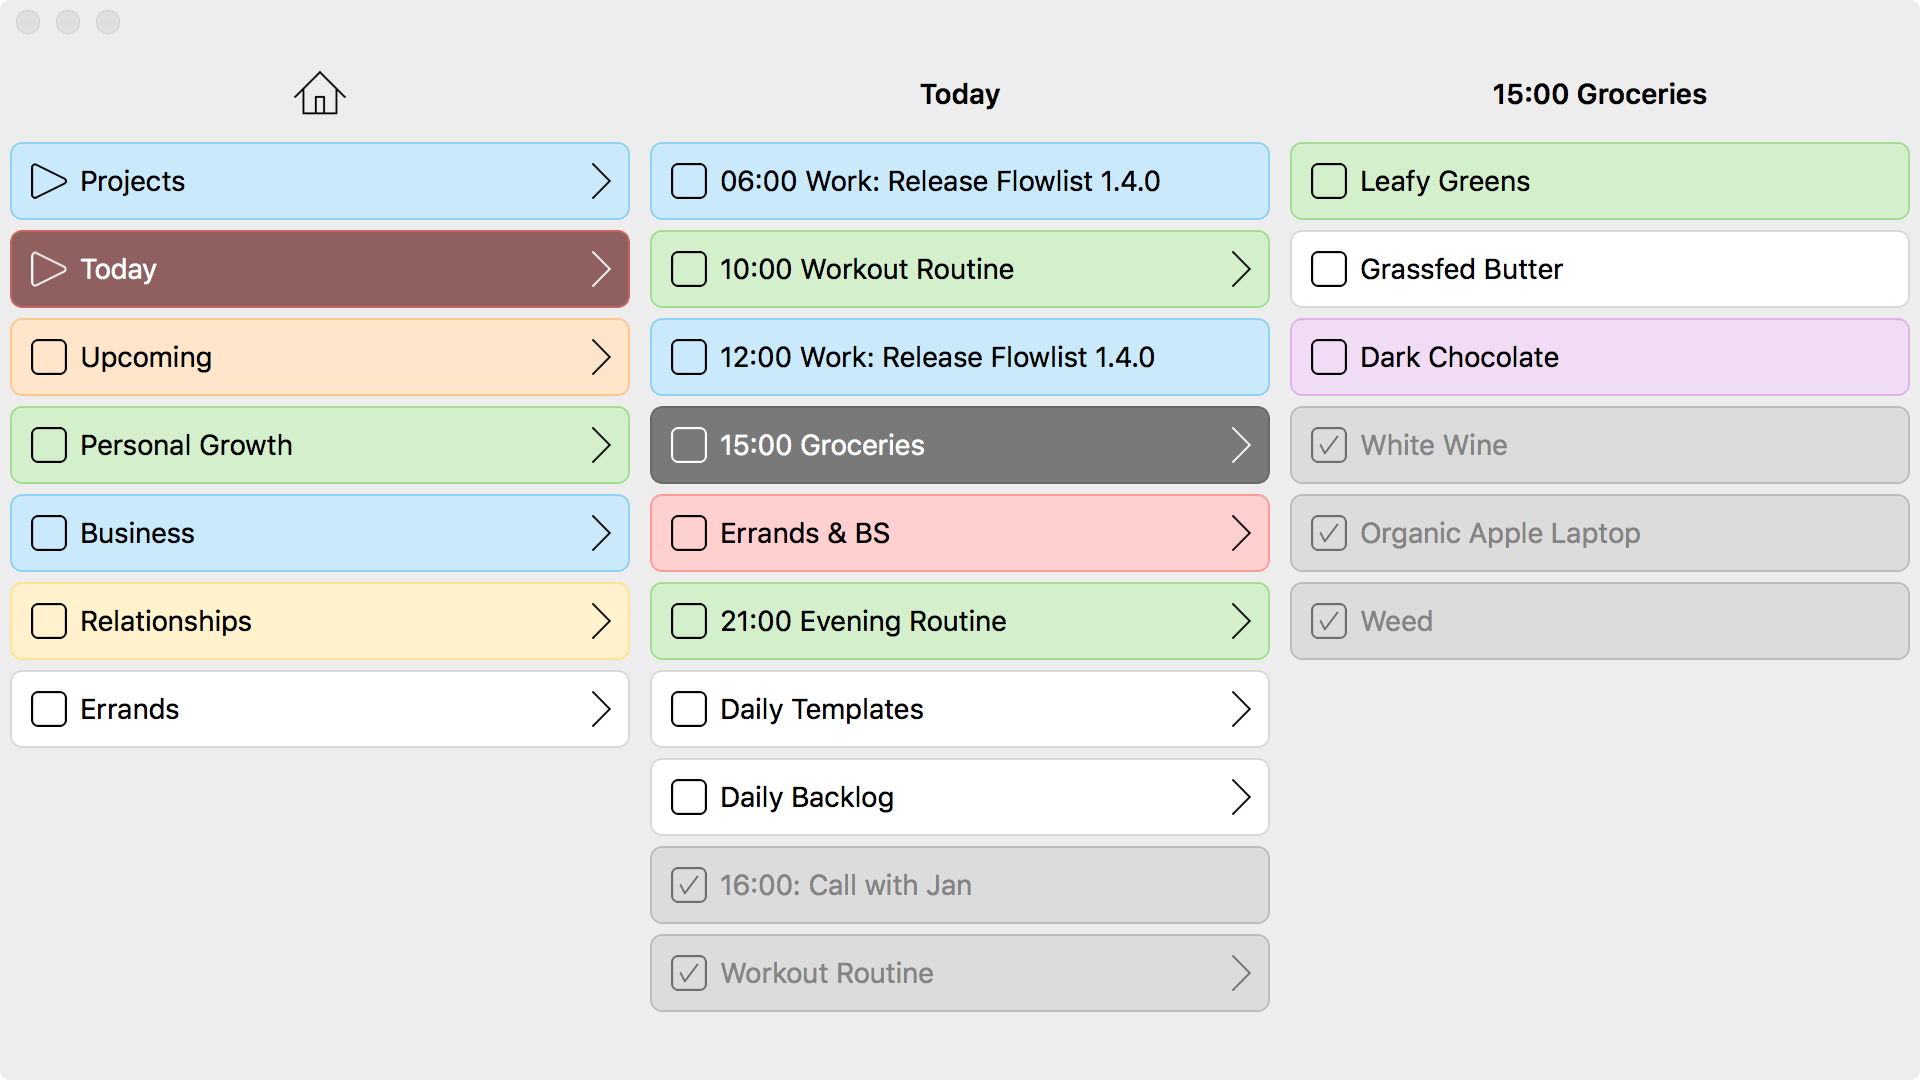 Projects
Today
Upcoming
Personal Growth
Business
Relationships
Errands
Today
06:00 Work: Release Flowlist 1.4.0
10:00 Workout Routine
12:00 Work: Release Flowlist 1.4.0
15:00 Groceries
Errands & BS
21:00 Evening Routine
Daily Templates
Daily Backlog
16:00: Call with Jan
Workout Routine
15:00 Groceries
Leafy Greens
Grassfed Butter
Dark Chocolate
White Wine
Organic Apple Laptop
Weed